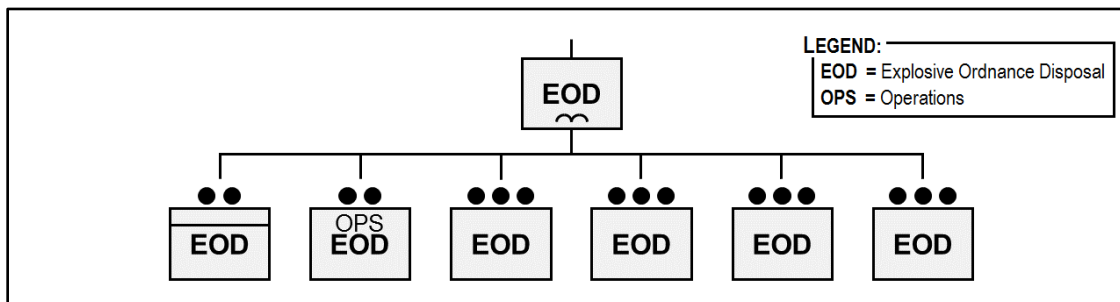 LEGEND:
EOD = Explosive Ordnance Disposal
OPS = Operations
EOD
OPS
EOD EOD EOD EOD EOD EOD